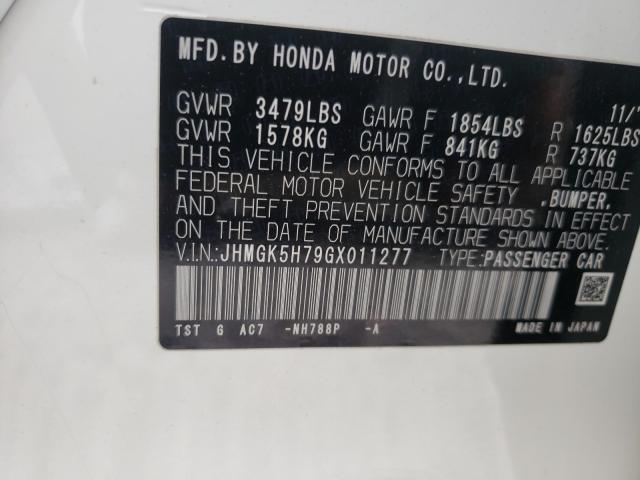 MFD. BY HONDA MOTOR CO.,LTD.
11/
GVWR 3479LBS GAWR F 1854LBS R 1625LBS
GVWR 1578KG GAWR F 841KG R 737KG
THIS VEHICLE CONFORMS TO ALL APPLICABLE
FEDERAL MOTOR VEHICLE SAFETY ,BUMPER,
AND THEFT PREVENTION STANDARDS IN EFFECT
ON THE DATE OF MANUFACTURE SHOWN ABOVE.
V.I.N.:JHMGK5H79GX011277 TYPE:PASSENGER CAR
TST G AC7 -NH788P -A MADE IN JAPAN